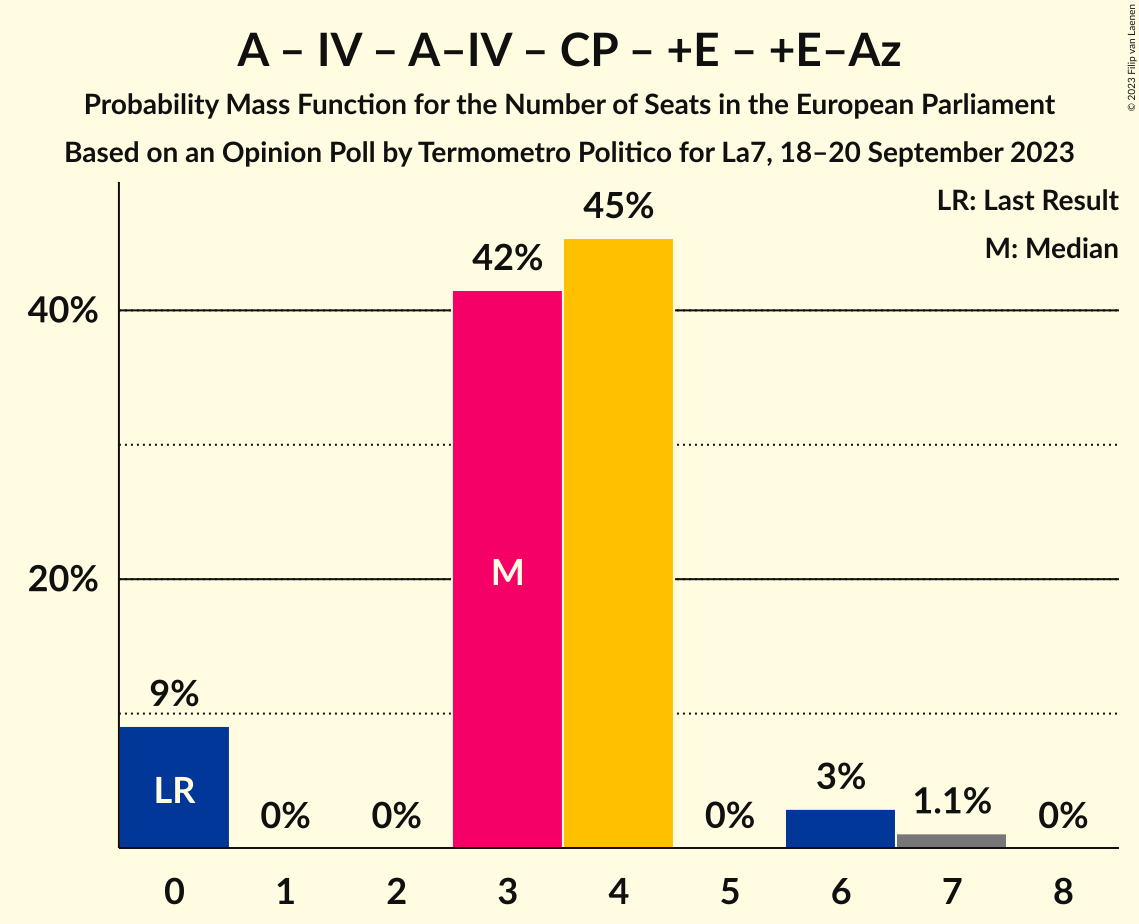 A – IV – A–IV – CP – +E – +E–Az
Probability Mass Function for the Number of Seats in the European Parliament
Based on an Opinion Poll by Termometro Politico for La7, 18–20 September 2023
© 2023 Filip van Laenen
LR: Last Result
M: Median
45%
42%
40%
M
20%
9%
LR
0%
0%
0%
3%
1.1%
0%
0 1 2 3 4 5 6 7 8